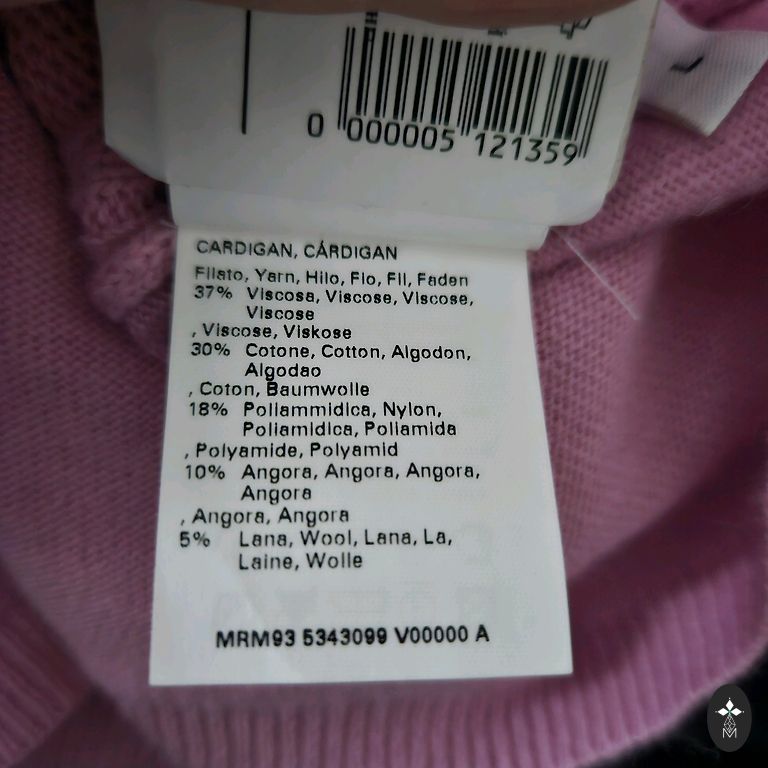 0 000005 121359
CARDIGAN, CÁRDIGAN
Filato, Yarn, Hilo, Fio, Fil, Faden
37% Viscosa, Viscose, Viscose,
Viscose
, Viscose, Viskose
30% Cotone, Cotton, Algodon,
Algodao
, Coton, Baumwolle
18% Poliammidica, Nylon,
Poliamidica, Poliamida
, Polyamide, Polyamid
10% Angora, Angora, Angora,
Angora
, Angora, Angora
5% Lana, Wool, Lana, La,
Laine, Wolle
MRM93 5343099 V00000 A
M